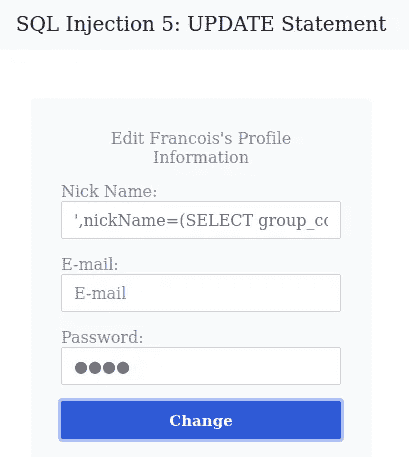 SQL Injection 5: UPDATE Statement
Edit Francois's Profile
Information
Nick Name:
',nickName=(SELECT group_co
E-mail:
E-mail
Password:
●●●●
Change